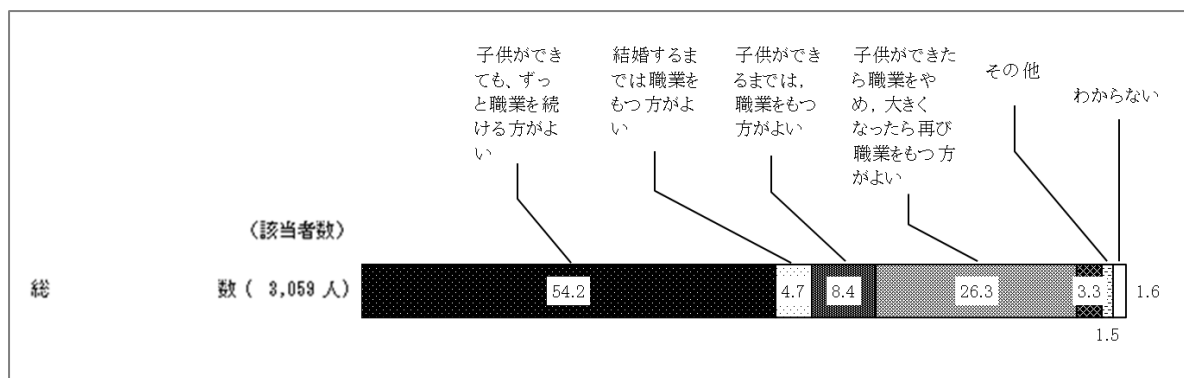 子供ができ
ても、ずっ
と職業を続
ける方がよ
い
結婚するま
では職業を
もつ方がよ
い
子供ができ
るまでは,
職業をもつ
方がよい
子供ができた
ら職業をや
め, 大きく
なったら再び
職業をもつ方
がよい
その他
わからない
(該当者数)
総 数 ( 3,059 人)
54.2
4.7
8.4
26.3
3.3
1.5
1.6